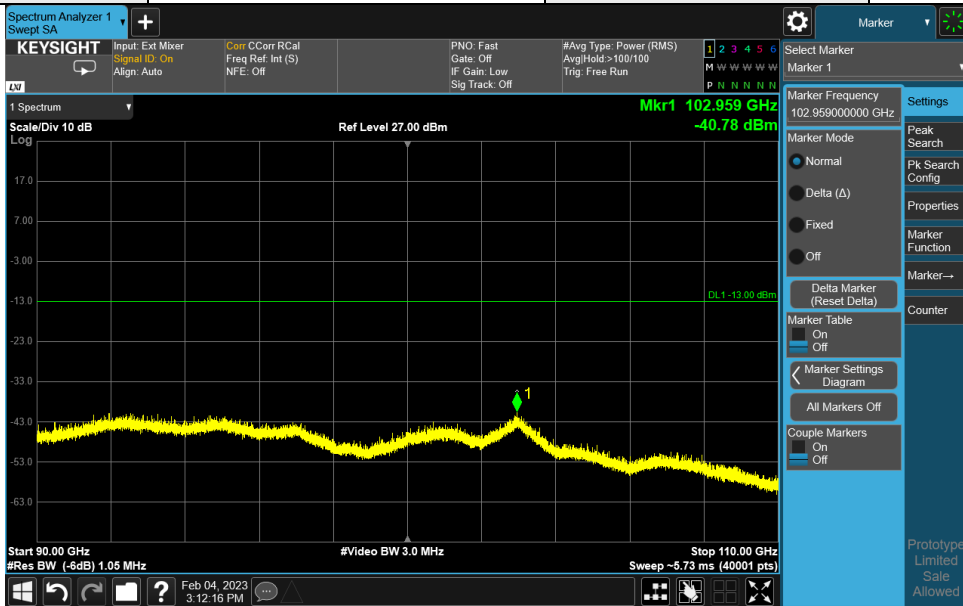 Spectrum Analyzer 1
Swept SA
Marker
KEYSIGHT
LXI
Input: Ext Mixer
Signal ID: On
Align: Auto
Corr CCorr RCal
Freq Ref: Int (S)
NFE: Off
PNO: Fast
Gate: Off
IF Gain: Low
Sig Track: Off
#Avg Type: Power (RMS)
Avg|Hold:>100/100
Trig: Free Run
1 2 3 4 5 6
M W W W W W
P N N N N N
Select Marker
Marker 1
1 Spectrum
Scale/Div 10 dB
Log
Ref Level 27.00 dBm
Mkr1 102.959 GHz
-40.78 dBm
17.0
7.00
-3.00
-13.0
-23.0
-33.0
-43.0
-53.0
-63.0
DL1 -13.00 dBm
1
Start 90.00 GHz
#Res BW (-6dB) 1.05 MHz
#Video BW 3.0 MHz
Stop 110.00 GHz
Sweep ~5.73 ms (40001 pts)
Marker Frequency
102.959000000 GHz
Marker Mode
Normal
Delta (Δ)
Fixed
Off
Delta Marker
(Reset Delta)
Marker Table
On
Off
Marker Settings
Diagram
All Markers Off
Couple Markers
On
Off
Settings
Peak
Search
Pk Search
Config
Properties
Marker
Function
Marker→
Counter
Prototype
Limited
Sale
Allowed
Feb 04, 2023
3:12:16 PM